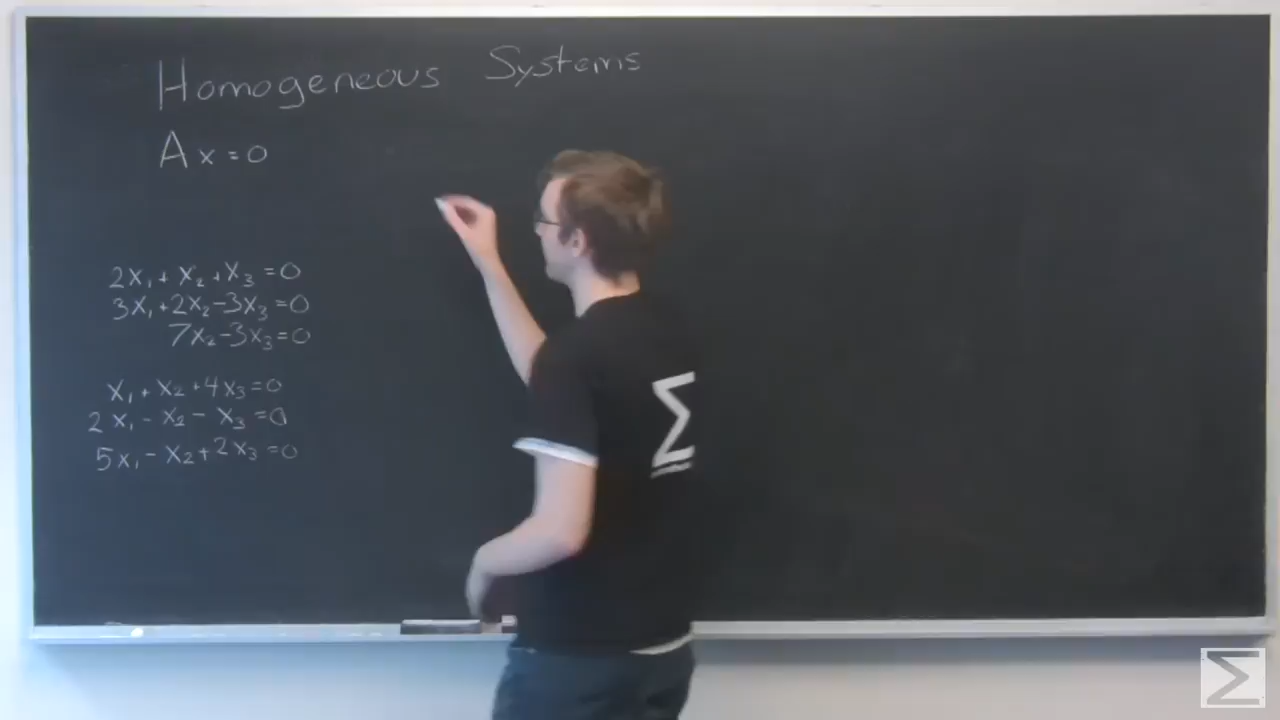 Homogeneous Systems
Ax=0
2x₁+x₂+x₃=0
3x₁+2x₂-3x₃=0
7x₂-3x₃=0
x₁+x₂+4x₃=0
2x₁-x₂-x₃=0
5x₁-x₂+2x₃=0
Σ
Σ